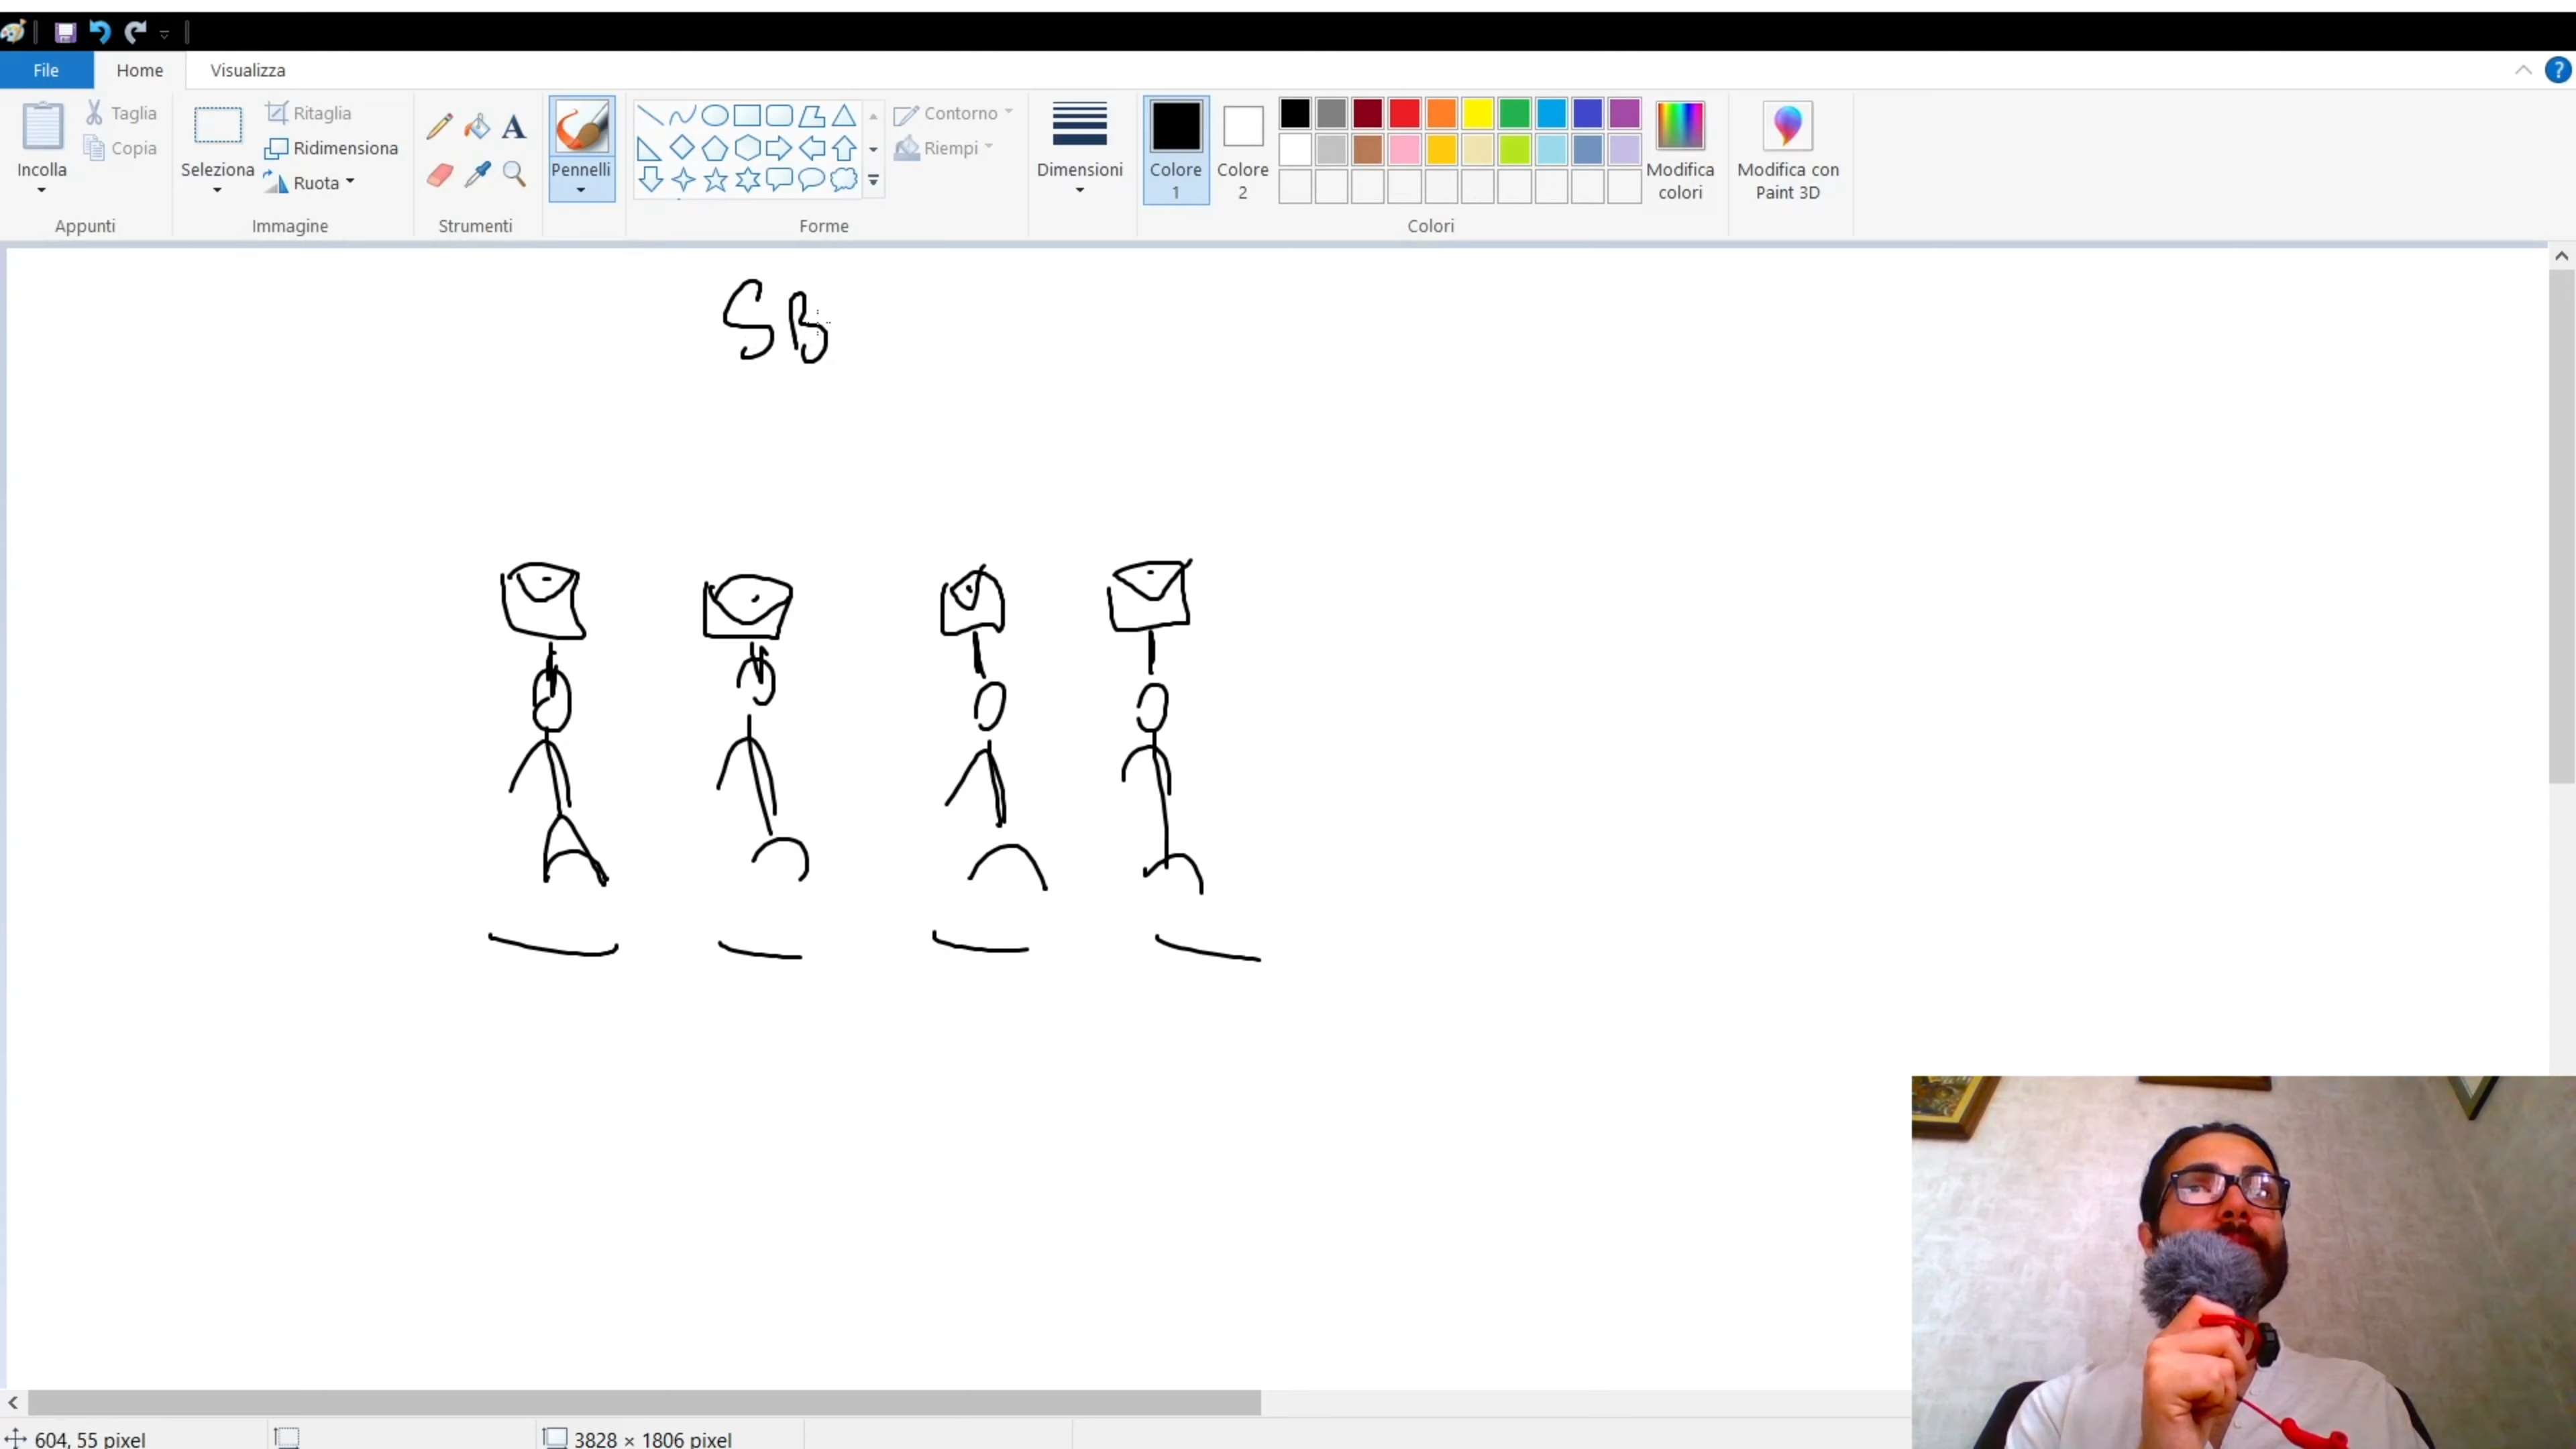 File Home Visualizza
Taglia Ritaglia Contorno
Copia Ridimensiona Riempi
Incolla Seleziona Ruota Pennelli Dimensioni Colore 1 Colore 2 Modifica colori Modifica con Paint 3D
Appunti Immagine Strumenti Forme Colori
SB
604, 55 pixel 3828 × 1806 pixel